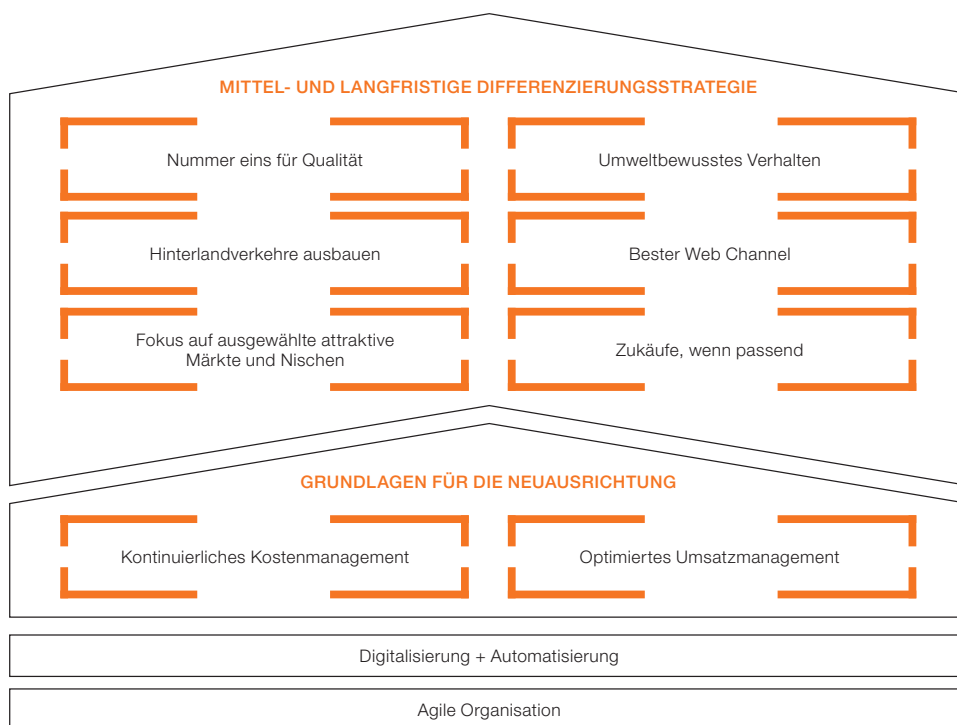 MITTEL- UND LANGFRISTIGE DIFFERENZIERUNGSSTRATEGIE
Nummer eins für Qualität
Umweltbewusstes Verhalten
Hinterlandverkehre ausbauen
Bester Web Channel
Fokus auf ausgewählte attraktive
Märkte und Nischen
Zukäufe, wenn passend
GRUNDLAGEN FÜR DIE NEUAUSRICHTUNG
Kontinuierliches Kostenmanagement
Optimiertes Umsatzmanagement
Digitalisierung + Automatisierung
Agile Organisation